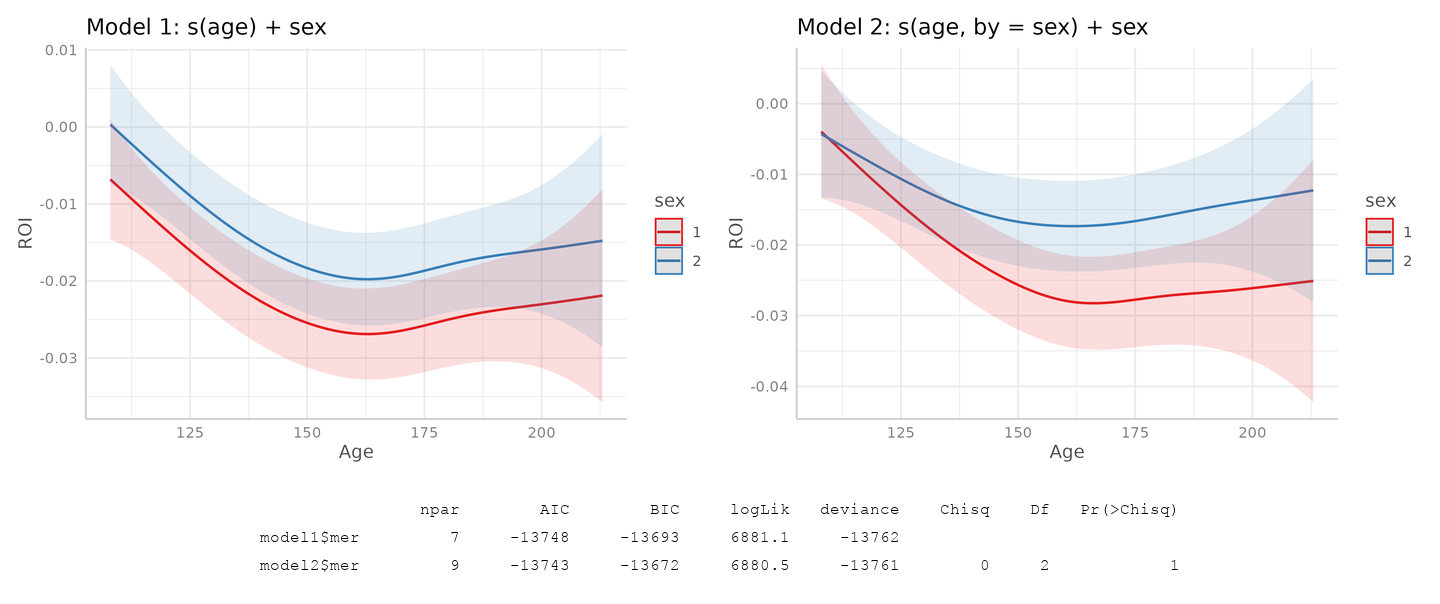 Model 1: s(age) + sex
0.01
0.00
-0.01
-0.02
-0.03
ROI
125 150 175 200
Age
sex
1
2
Model 2: s(age, by = sex) + sex
0.00
-0.01
-0.02
-0.03
-0.04
ROI
125 150 175 200
Age
sex
1
2
npar AIC BIC logLik deviance Chisq Df Pr(>Chisq)
model1$mer 7 -13748 -13693 6881.1 -13762
model2$mer 9 -13743 -13672 6880.5 -13761 0 2 1